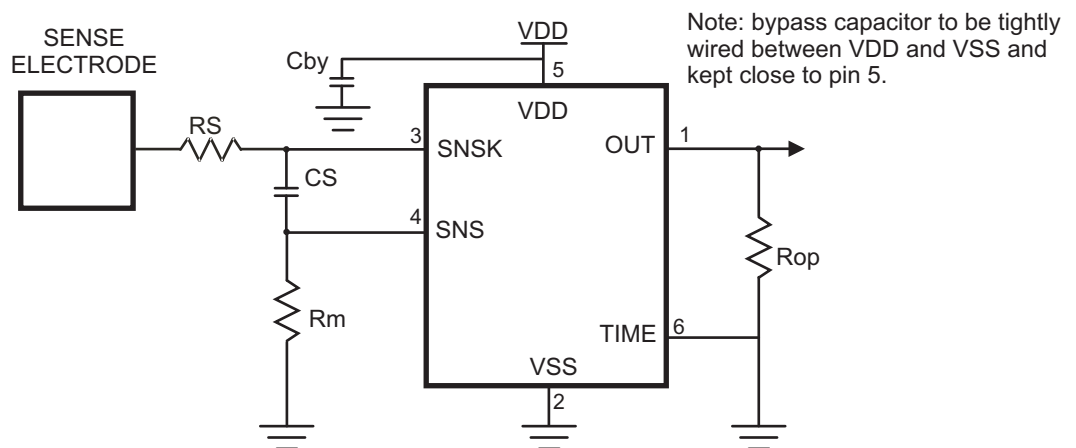 SENSE
ELECTRODE
RS
CS
Rm
Cby
VDD
5
VDD
3
SNSK
4
SNS
OUT
1
TIME
6
VSS
2
Rop
Note: bypass capacitor to be tightly
wired between VDD and VSS and
kept close to pin 5.